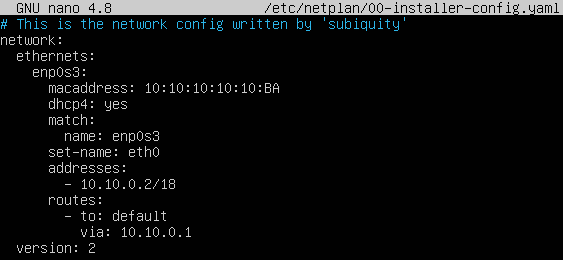 GNU nano 4.8 /etc/netplan/00-installer-config.yaml
# This is the network config written by 'subiquity'
network:
  ethernets:
    enp0s3:
      macaddress: 10:10:10:10:10:BA
      dhcp4: yes
      match:
        name: enp0s3
      set-name: eth0
      addresses:
        - 10.10.0.2/18
      routes:
        - to: default
          via: 10.10.0.1
  version: 2